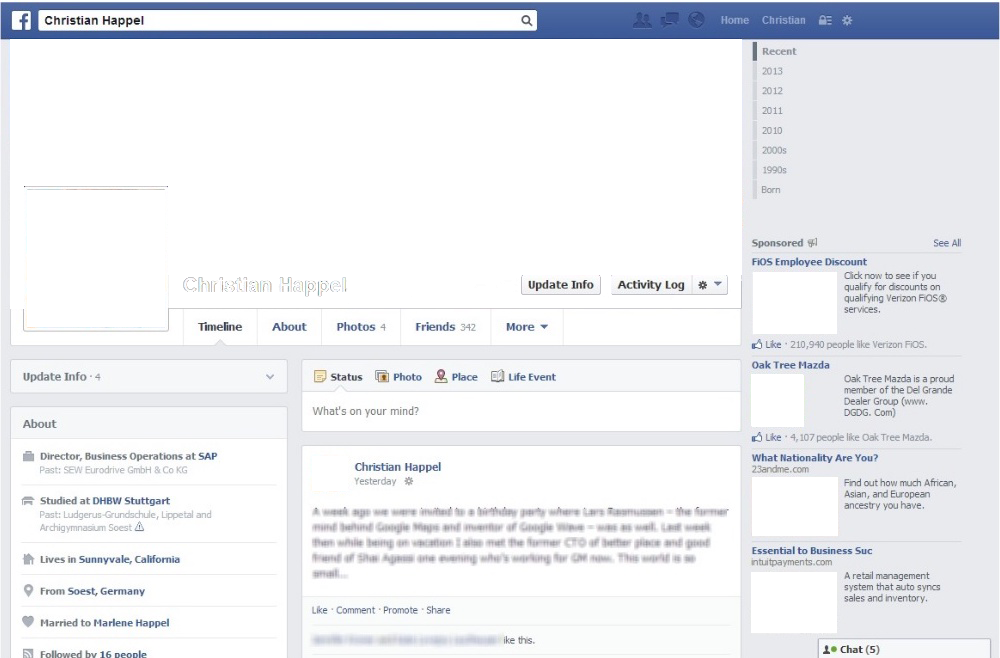 Christian Happel
Home Christian
Recent
2013
2012
2011
2010
2000s
1990s
Born
Christian Happel
Update Info
Activity Log
Timeline About Photos 4 Friends 342 More
Update Info · 4
About
Director, Business Operations at SAP
Past: SEW Eurodrive GmbH & Co KG
Studied at DHBW Stuttgart
Past: Ludgerus-Grundschule, Lippetal and
Archigymnasium Soest
Lives in Sunnyvale, California
From Soest, Germany
Married to Marlene Happel
Followed by 16 people
Status Photo Place Life Event
What's on your mind?
Christian Happel
Yesterday
A week ago we were invited to a birthday party where Lars Rasmussen – the former
mind behind Google Maps and inventor of Google Wave – was as well. Last week
then while being on vacation I also met the former CTO of better place and good
friend of Shai Agassi one evening who's working for GM now. This world is so
small...
Like · Comment · Promote · Share
like this.
Sponsored See All
FiOS Employee Discount
Click now to see if you
qualify for discounts on
qualifying Verizon FiOS®
services.
Like · 210,940 people like Verizon FiOS.
Oak Tree Mazda
Oak Tree Mazda is a proud
member of the Del Grande
Dealer Group (www.
DGDG. Com)
Like · 4,107 people like Oak Tree Mazda.
What Nationality Are You?
23andme.com
Find out how much African,
Asian, and European
ancestry you have.
Essential to Business Suc
intuitpayments.com
A retail management
system that auto syncs
sales and inventory.
Chat (5)